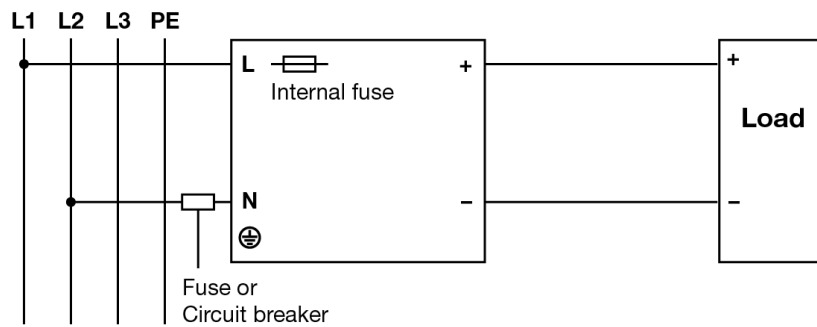 L1 L2 L3 PE
L + +
Internal fuse
Load
N – –
Fuse or
Circuit breaker